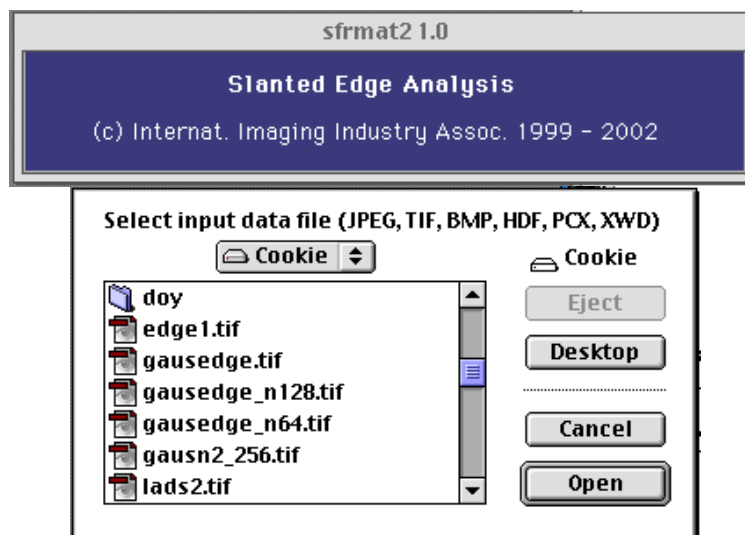 sfrmat2 1.0
Slanted Edge Analysis
(c) Internat. Imaging Industry Assoc. 1999 - 2002
Select input data file (JPEG, TIF, BMP, HDF, PCX, XWD)
Cookie
Cookie
doy
edge1.tif
gausedge.tif
gausedge_n128.tif
gausedge_n64.tif
gausn2_256.tif
lads2.tif
Eject
Desktop
Cancel
Open